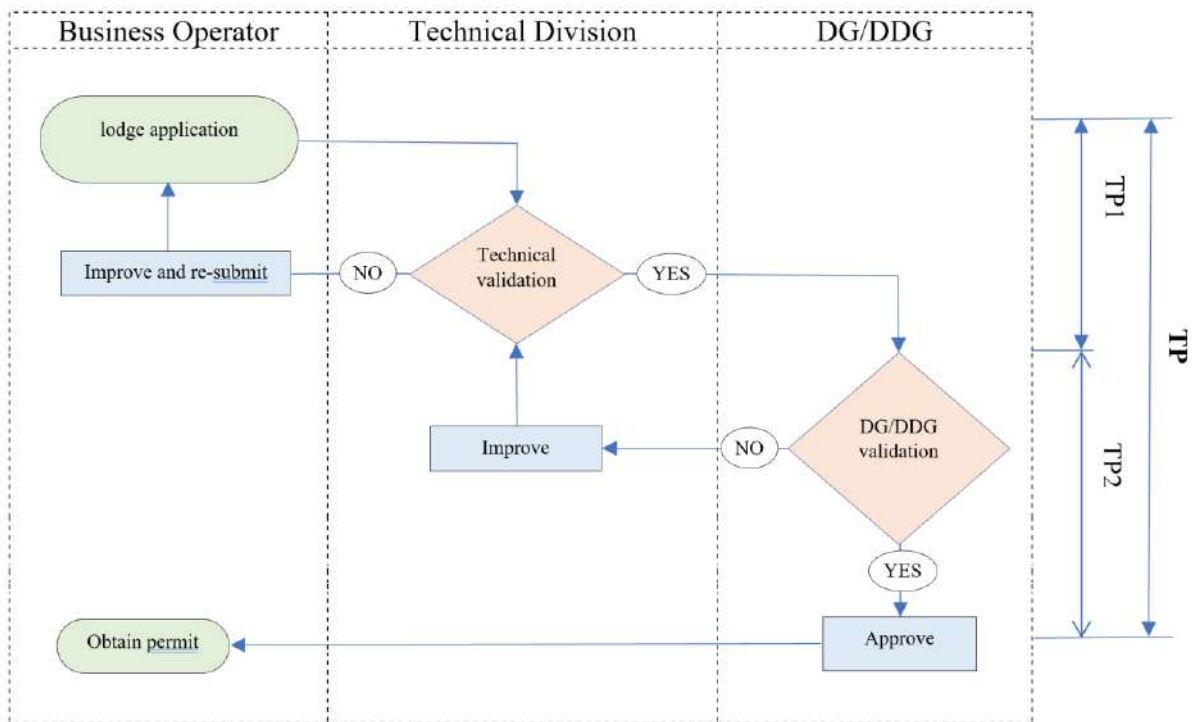 Business Operator
Technical Division
DG/DDG
lodge application
TP1
TP
Technical
validation
Improve and re-submit
NO
YES
DG/DDG
validation
Improve
NO
TP2
YES
Obtain permit
Approve